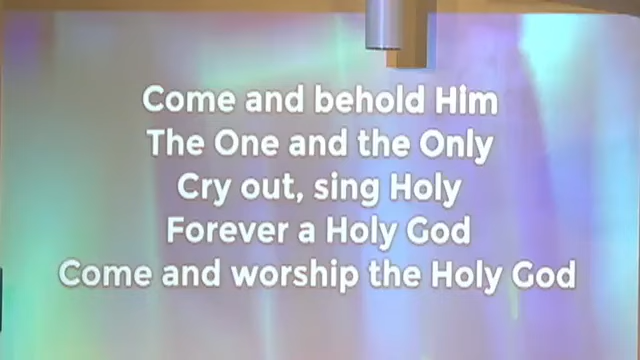 Come and behold Him
The One and the Only
Cry out, sing Holy
Forever a Holy God
Come and worship the Holy God